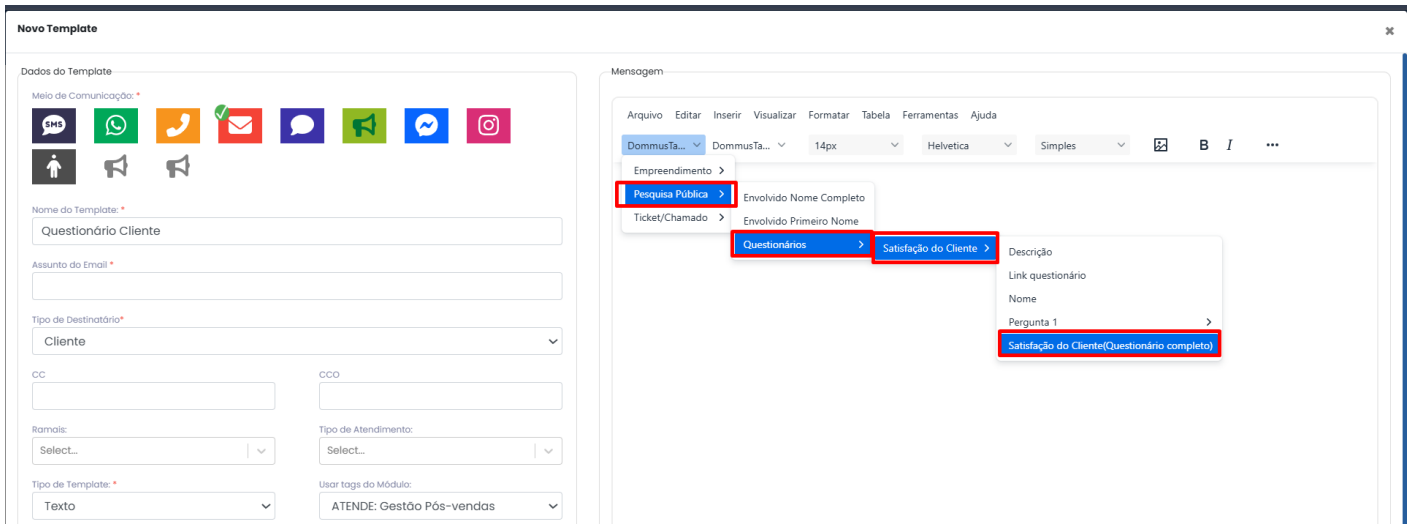 Novo Template
Dados do Template
Meio de Comunicação: *
SMS
Nome do Template: *
Questionário Cliente
Assunto do Email *
Tipo de Destinatário*
Cliente
CC
CCO
Ramais:
Tipo de Atendimento:
Select...
Select...
Tipo de Template: *
Usar tags do Módulo:
Texto
ATENDE: Gestão Pós-vendas
Mensagem
Arquivo Editar Inserir Visualizar Formatar Tabela Ferramentas Ajuda
DommusTa... DommusTa... 14px Helvetica Simples B I ...
Empreendimento
Pesquisa Pública
Ticket/Chamado
Envolvido Nome Completo
Envolvido Primeiro Nome
Questionários
Satisfação do Cliente
Descrição
Link questionário
Nome
Pergunta 1
Satisfação do Cliente(Questionário completo)